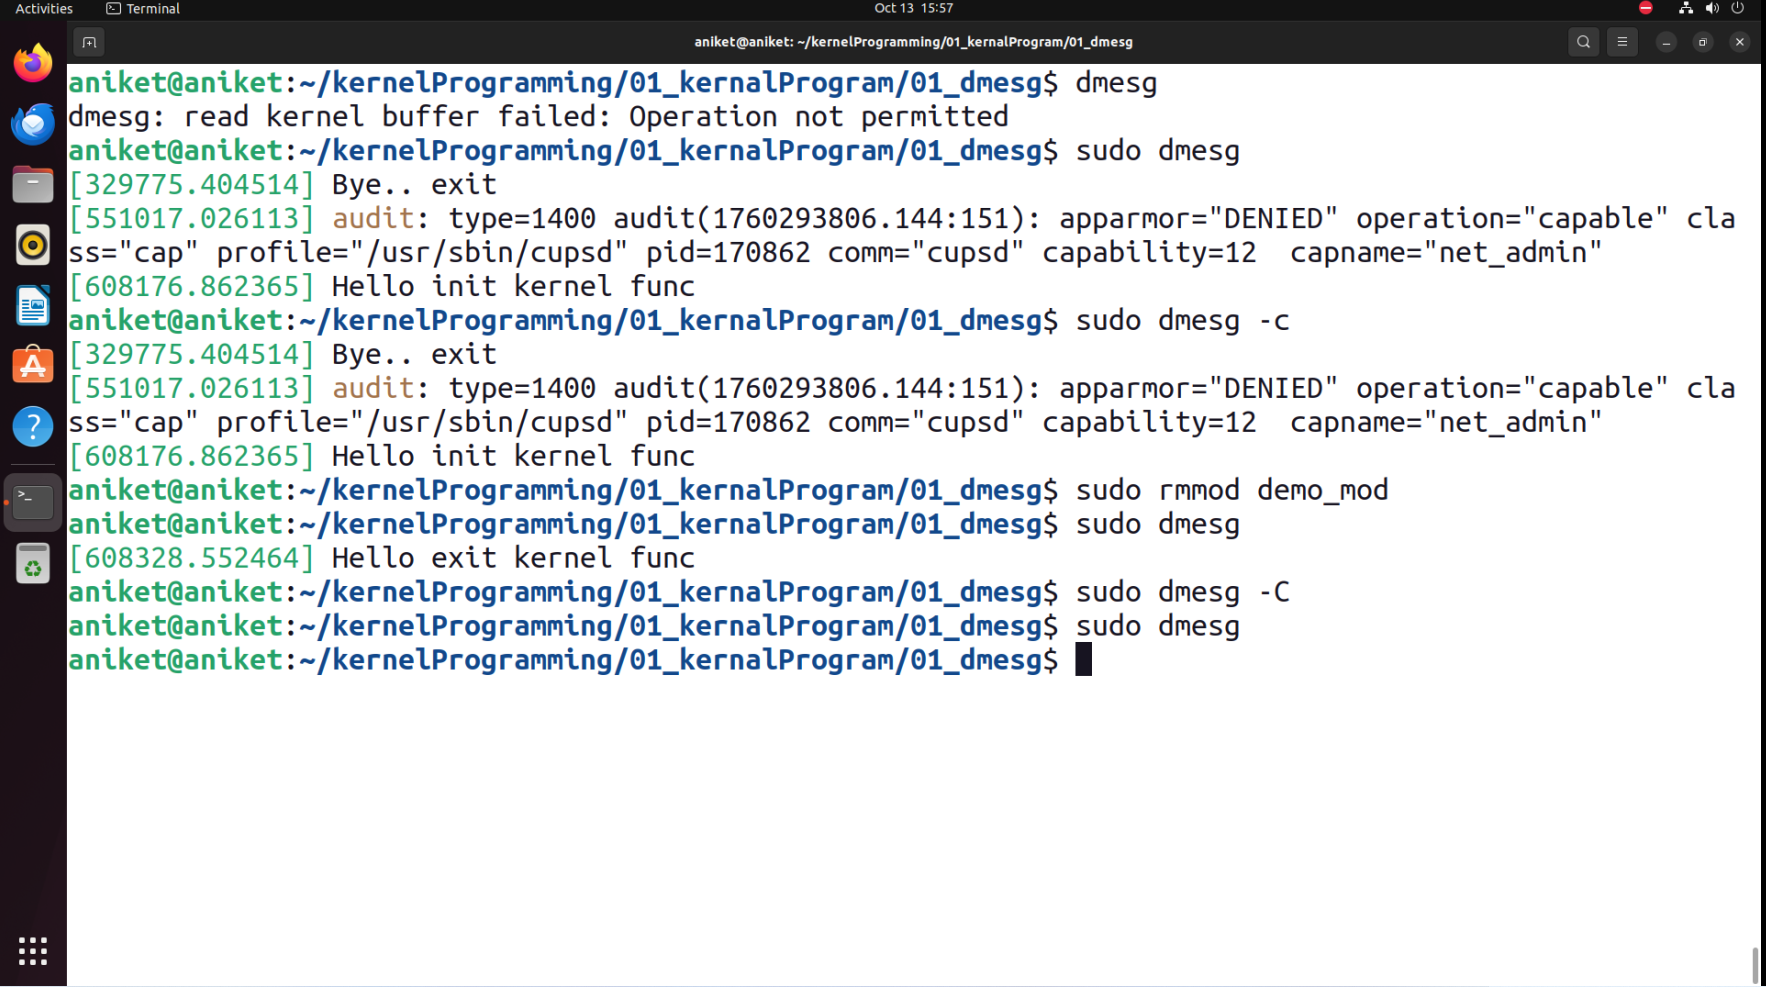 Activities
Terminal
Oct 13 15:57
aniket@aniket: ~/kernelProgramming/01_kernalProgram/01_dmesg
aniket@aniket:~/kernelProgramming/01_kernalProgram/01_dmesg$ dmesg
dmesg: read kernel buffer failed: Operation not permitted
aniket@aniket:~/kernelProgramming/01_kernalProgram/01_dmesg$ sudo dmesg
[329775.404514] Bye.. exit
[551017.026113] audit: type=1400 audit(1760293806.144:151): apparmor="DENIED" operation="capable" cla
ss="cap" profile="/usr/sbin/cupsd" pid=170862 comm="cupsd" capability=12  capname="net_admin"
[608176.862365] Hello init kernel func
aniket@aniket:~/kernelProgramming/01_kernalProgram/01_dmesg$ sudo dmesg -c
[329775.404514] Bye.. exit
[551017.026113] audit: type=1400 audit(1760293806.144:151): apparmor="DENIED" operation="capable" cla
ss="cap" profile="/usr/sbin/cupsd" pid=170862 comm="cupsd" capability=12  capname="net_admin"
[608176.862365] Hello init kernel func
aniket@aniket:~/kernelProgramming/01_kernalProgram/01_dmesg$ sudo rmmod demo_mod
aniket@aniket:~/kernelProgramming/01_kernalProgram/01_dmesg$ sudo dmesg
[608328.552464] Hello exit kernel func
aniket@aniket:~/kernelProgramming/01_kernalProgram/01_dmesg$ sudo dmesg -C
aniket@aniket:~/kernelProgramming/01_kernalProgram/01_dmesg$ sudo dmesg
aniket@aniket:~/kernelProgramming/01_kernalProgram/01_dmesg$